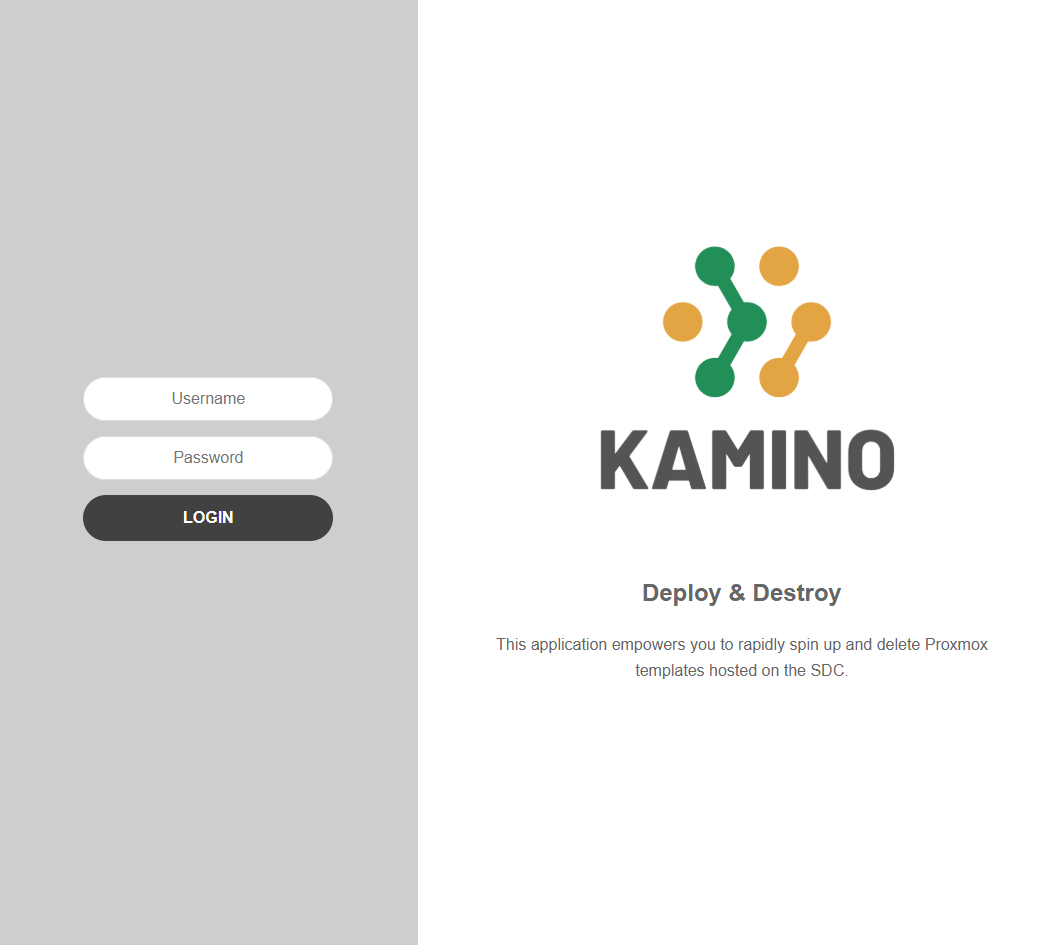 Username
Password
LOGIN
KAMINO
Deploy & Destroy
This application empowers you to rapidly spin up and delete Proxmox
templates hosted on the SDC.